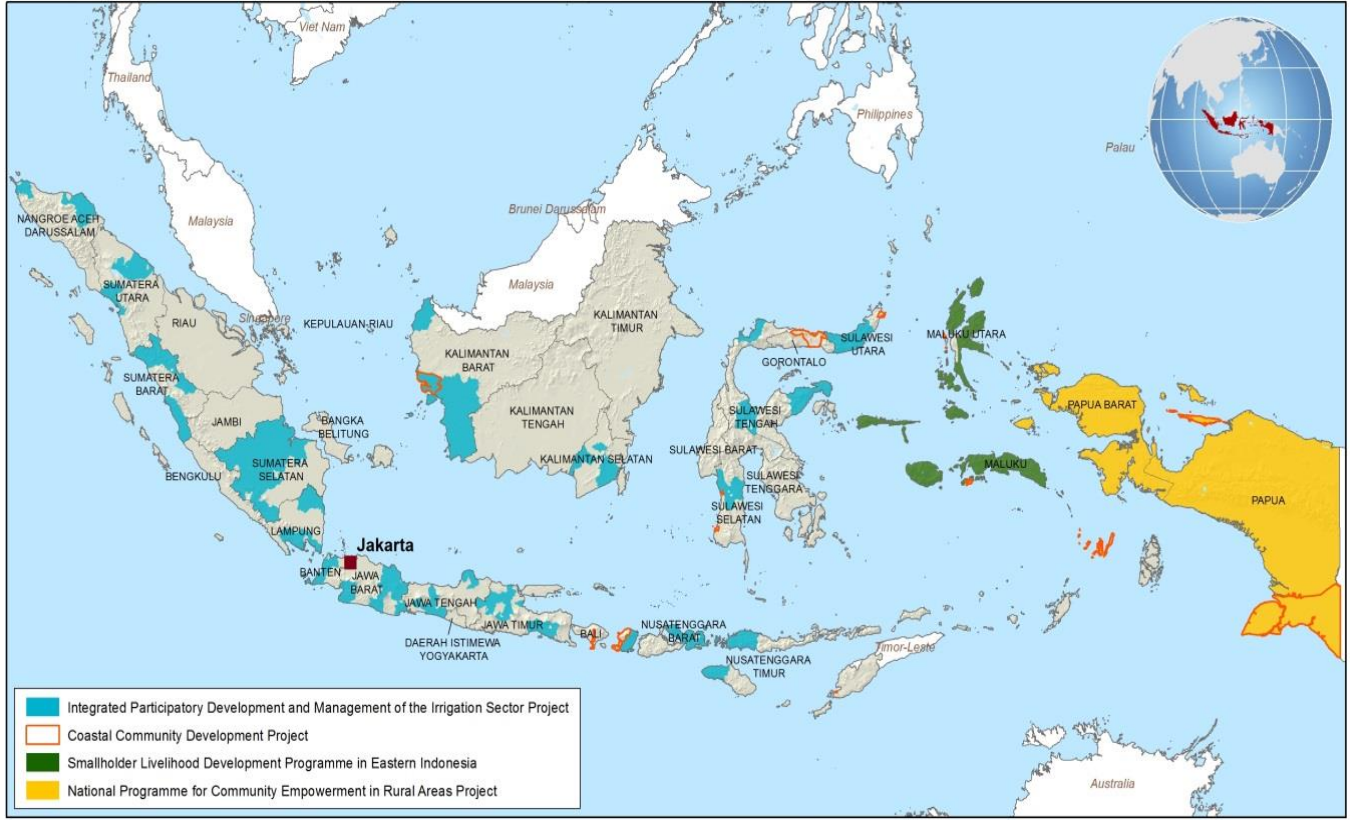 Viet Nam
Thailand
Philippines
Palau
Malaysia
Brunei Darussalam
Malaysia
Singapore
NANGROE ACEH
DARUSSALAM
SUMATERA
UTARA
RIAU
KEPULAUAN-RIAU
SUMATERA
BARAT
JAMBI
BANGKA
BELITUNG
BENGKULU
SUMATERA
SELATAN
LAMPUNG
KALIMANTAN
BARAT
KALIMANTAN
TIMUR
KALIMANTAN
TENGAH
KALIMANTAN SELATAN
SULAWESI
UTARA
GORONTALO
SULAWESI
TENGAH
SULAWESI BARAT
SULAWESI
TENGGARA
SULAWESI
SELATAN
MALUKU UTARA
MALUKU
PAPUA BARAT
PAPUA
Jakarta
BANTEN
JAWA
BARAT
JAWA TENGAH
JAWA TIMUR
DAERAH ISTIMEWA
YOGYAKARTA
BALI
NUSATENGGARA
BARAT
NUSATENGGARA
TIMUR
Timor-Leste
Australia
Integrated Participatory Development and Management of the Irrigation Sector Project
Coastal Community Development Project
Smallholder Livelihood Development Programme in Eastern Indonesia
National Programme for Community Empowerment in Rural Areas Project